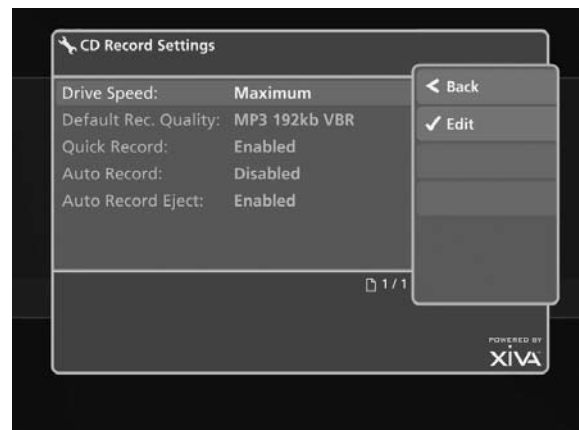 CD Record Settings
Drive Speed: Maximum
Default Rec. Quality: MP3 192kb VBR
Quick Record: Enabled
Auto Record: Disabled
Auto Record Eject: Enabled
< Back
✓ Edit
1 / 1
POWERED BY
XiVA